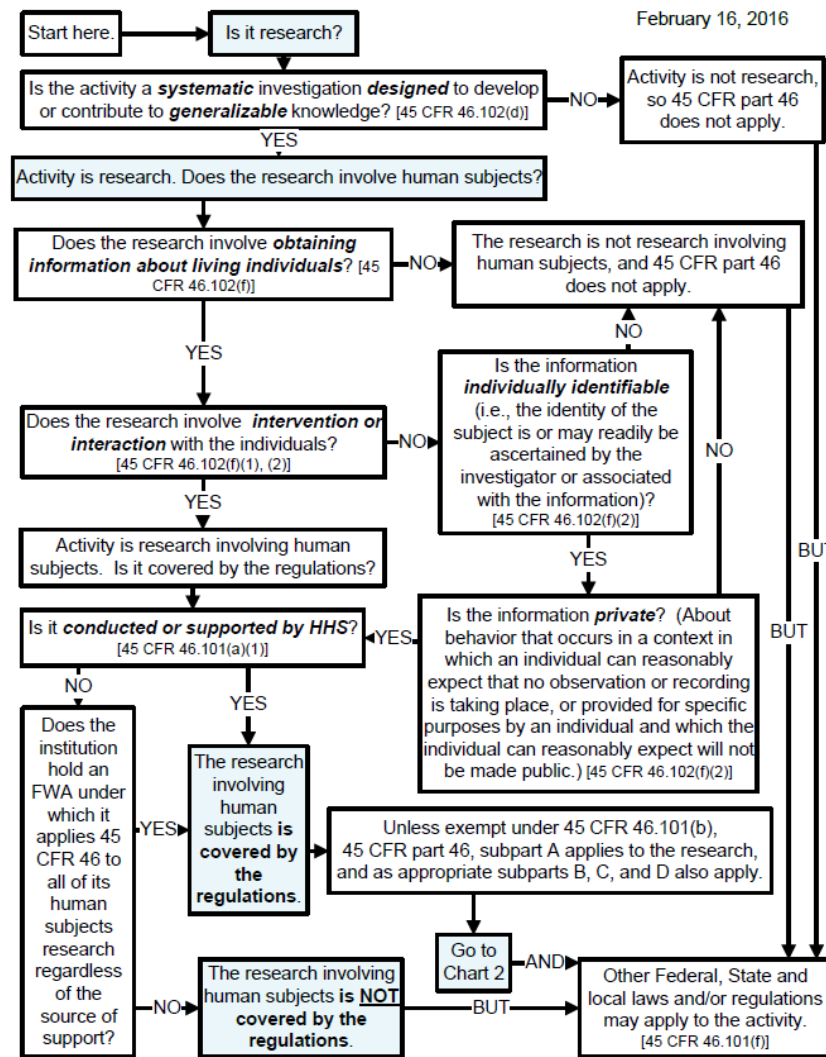 February 16, 2016
Start here.
Is it research?
Is the activity a systematic investigation designed to develop
or contribute to generalizable knowledge? [45 CFR 46.102(d)]
NO
Activity is not research,
so 45 CFR part 46
does not apply.
YES
Activity is research. Does the research involve human subjects?
Does the research involve obtaining
information about living individuals? [45
CFR 46.102(f)]
NO
The research is not research involving
human subjects, and 45 CFR part 46
does not apply.
YES
NO
Is the information
individually identifiable
(i.e., the identity of the
subject is or may readily be
ascertained by the
investigator or associated
with the information)?
[45 CFR 46.102(f)(2)]
NO
Does the research involve intervention or
interaction with the individuals?
[45 CFR 46.102(f)(1), (2)]
NO
YES
YES
BUT
Activity is research involving human
subjects. Is it covered by the regulations?
Is it conducted or supported by HHS?
[45 CFR 46.101(a)(1)]
YES
Is the information private? (About
behavior that occurs in a context in
which an individual can reasonably
expect that no observation or recording
is taking place, or provided for specific
purposes by an individual and which the
individual can reasonably expect will not
be made public.) [45 CFR 46.102(f)(2)]
BUT
NO
YES
Does the
institution
hold an
FWA under
which it
applies 45
CFR 46 to
all of its
human
subjects
research
regardless
of the
source of
support?
YES
The research
involving
human
subjects is
covered by
the
regulations.
Unless exempt under 45 CFR 46.101(b),
45 CFR part 46, subpart A applies to the research,
and as appropriate subparts B, C, and D also apply.
Go to
Chart 2
AND
NO
The research involving
human subjects is NOT
covered by the
regulations.
BUT
Other Federal, State and
local laws and/or regulations
may apply to the activity.
[45 CFR 46.101(f)]